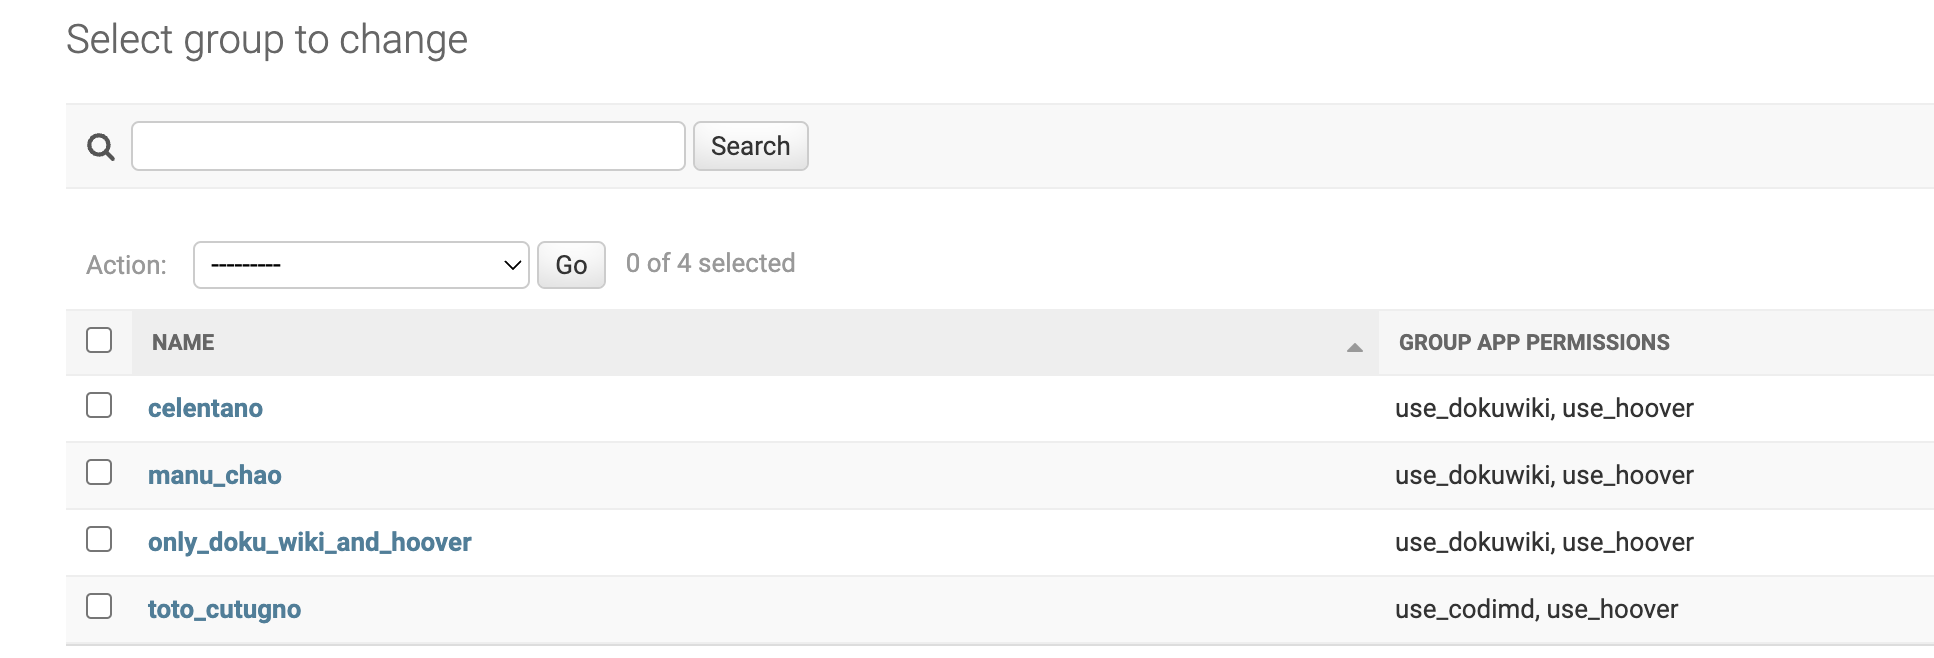 Select group to change
Search
Action: --------- Go 0 of 4 selected
NAME GROUP APP PERMISSIONS
celentano use_dokuwiki, use_hoover
manu_chao use_dokuwiki, use_hoover
only_doku_wiki_and_hoover use_dokuwiki, use_hoover
toto_cutugno use_codimd, use_hoover